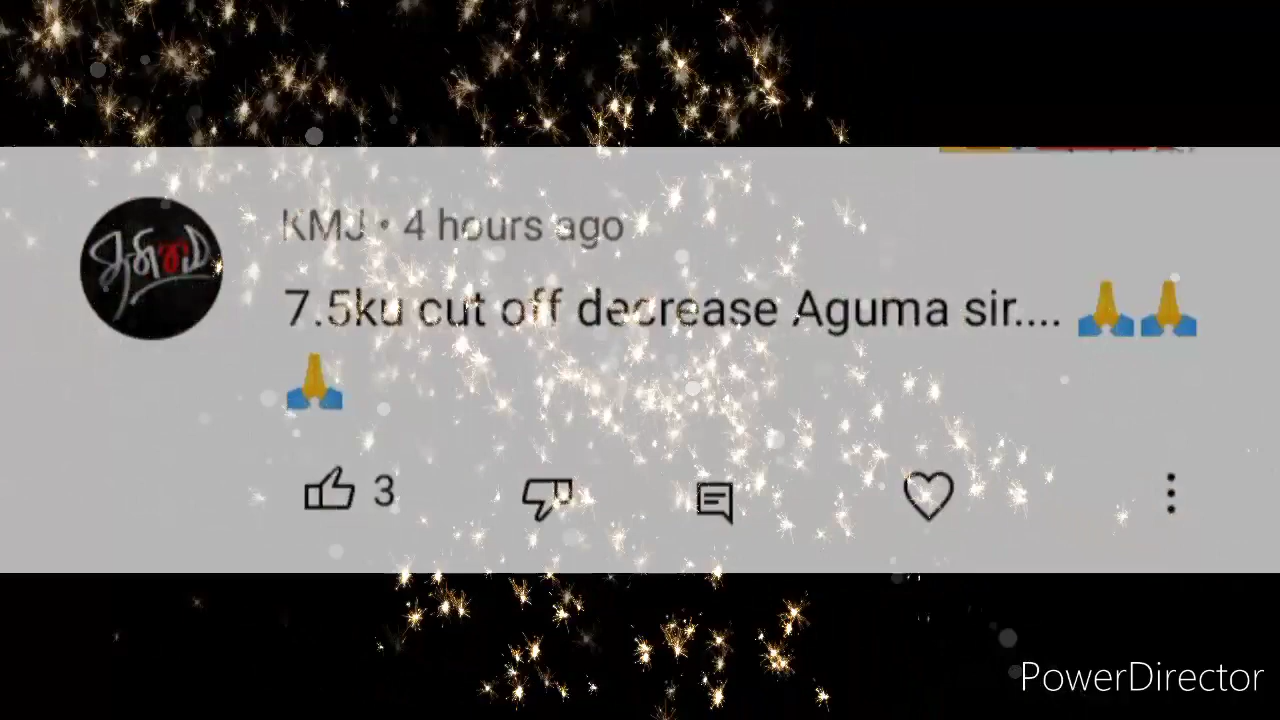 KMJ • 4 hours ago
7.5ku cut off decrease Aguma sir.... 🙏🙏
🙏
3
PowerDirector